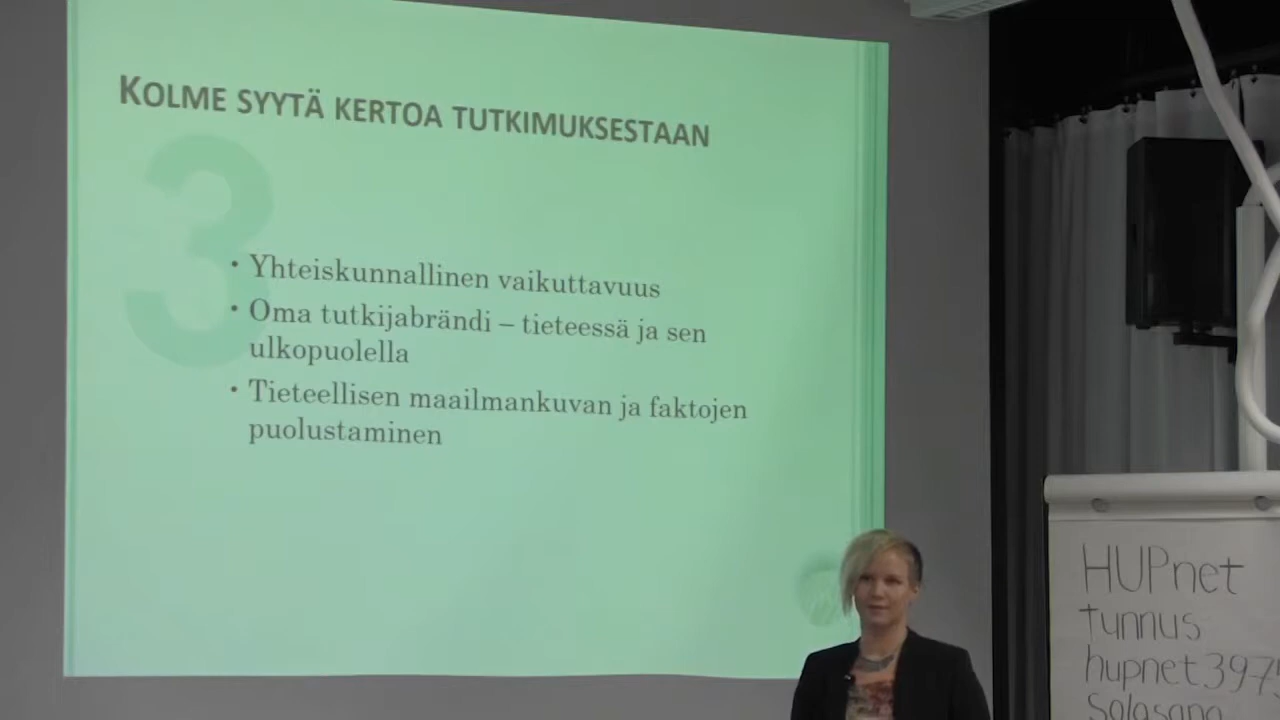 KOLME SYYTÄ KERTOA TUTKIMUKSESTAAN
3
• Yhteiskunnallinen vaikuttavuus
• Oma tutkijabrändi – tieteessä ja sen
ulkopuolella
• Tieteellisen maailmankuvan ja faktojen
puolustaminen
HUPnet
tunnus
hupnet397
Salasana